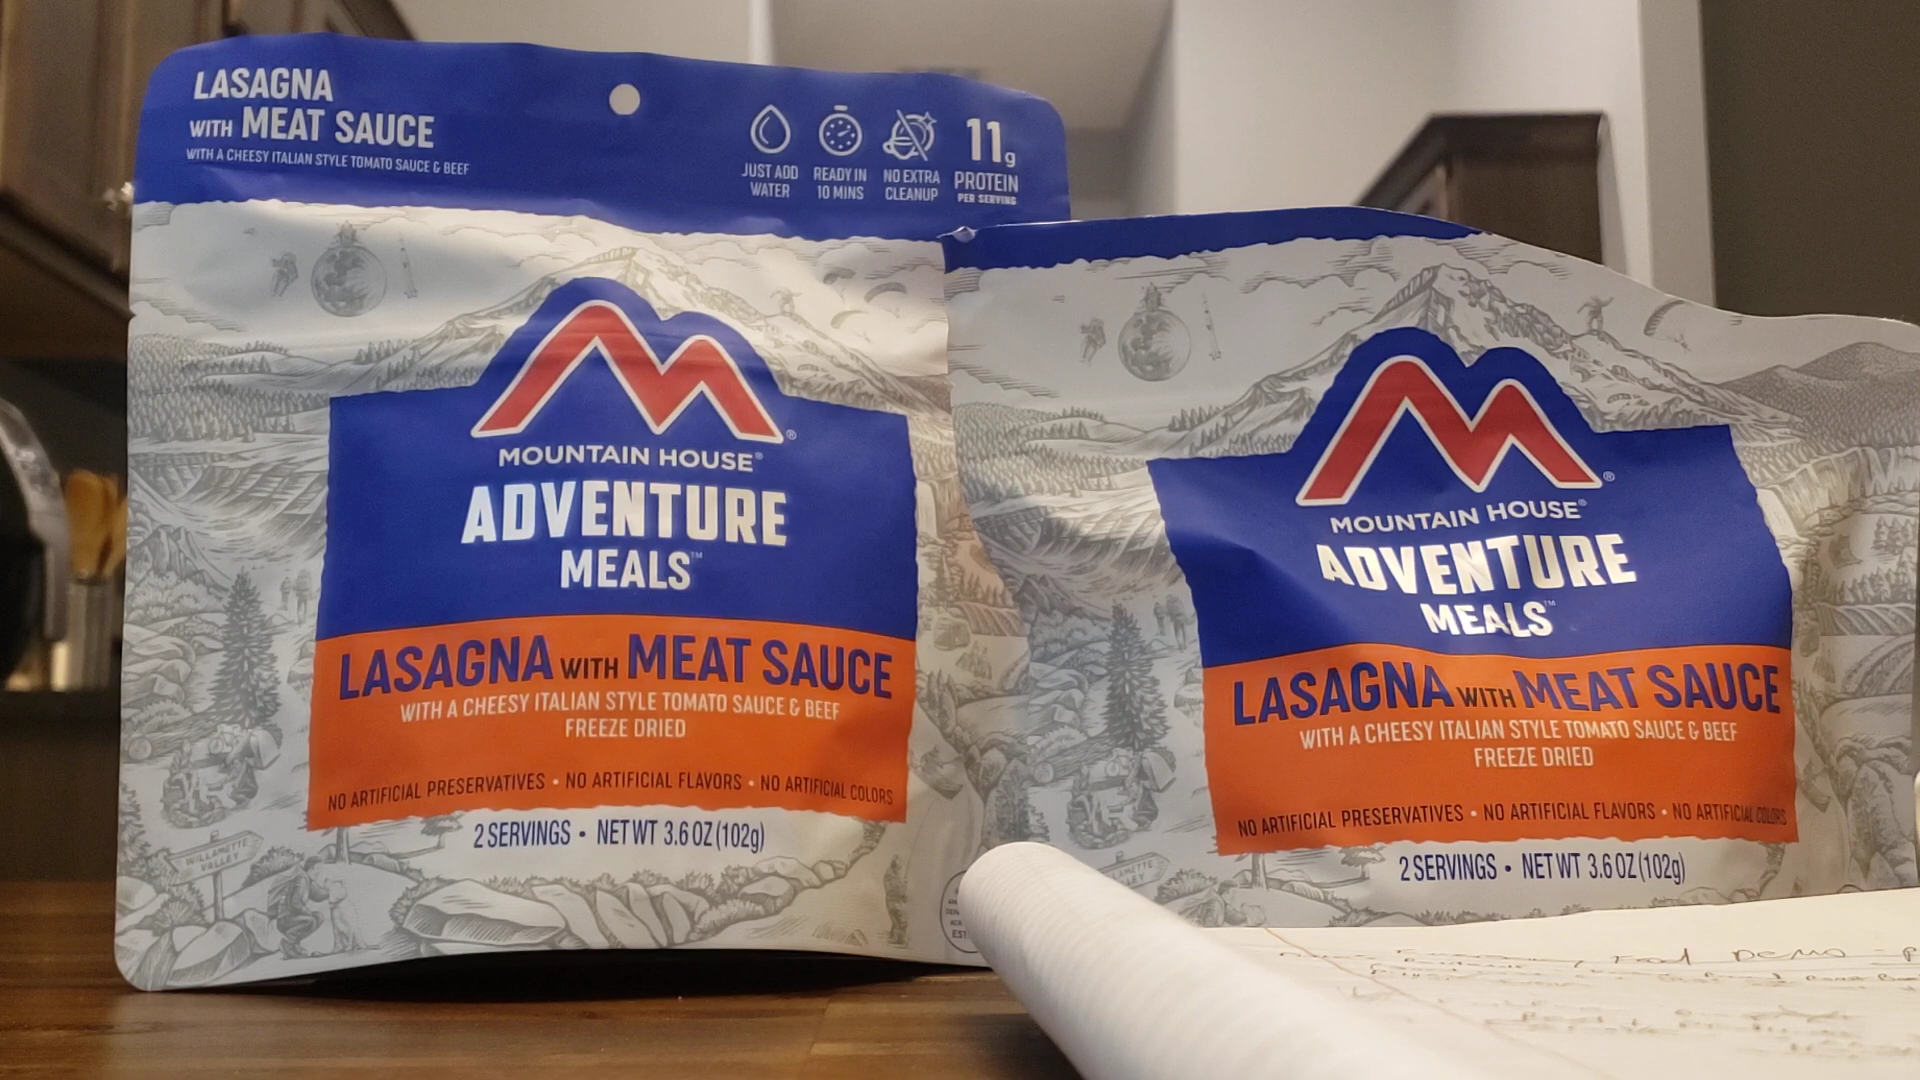 LASAGNA
WITH MEAT SAUCE
WITH A CHEESY ITALIAN STYLE TOMATO SAUCE & BEEF
JUST ADD WATER
READY IN 10 MINS
NO EXTRA CLEANUP
11g PROTEIN PER SERVING
MOUNTAIN HOUSE®
ADVENTURE
MEALS™
LASAGNA WITH MEAT SAUCE
WITH A CHEESY ITALIAN STYLE TOMATO SAUCE & BEEF
FREEZE DRIED
NO ARTIFICIAL PRESERVATIVES • NO ARTIFICIAL FLAVORS • NO ARTIFICIAL COLORS
2 SERVINGS • NET WT 3.6 OZ (102g)
WILLAMETTE
VALLEY
EST
MOUNTAIN HOUSE®
ADVENTURE
MEALS™
LASAGNA WITH MEAT SAUCE
WITH A CHEESY ITALIAN STYLE TOMATO SAUCE & BEEF
FREEZE DRIED
NO ARTIFICIAL PRESERVATIVES • NO ARTIFICIAL FLAVORS • NO ARTIFICIAL COLORS
2 SERVINGS • NET WT 3.6 OZ (102g)
Food Demo